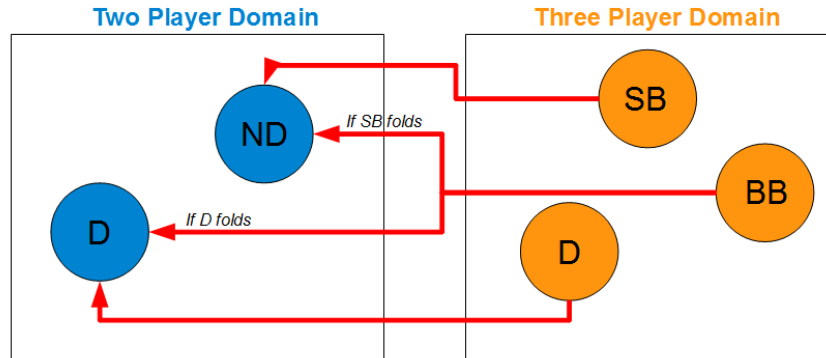 Two Player Domain
Three Player Domain
SB
ND
If SB folds
BB
D
If D folds
D